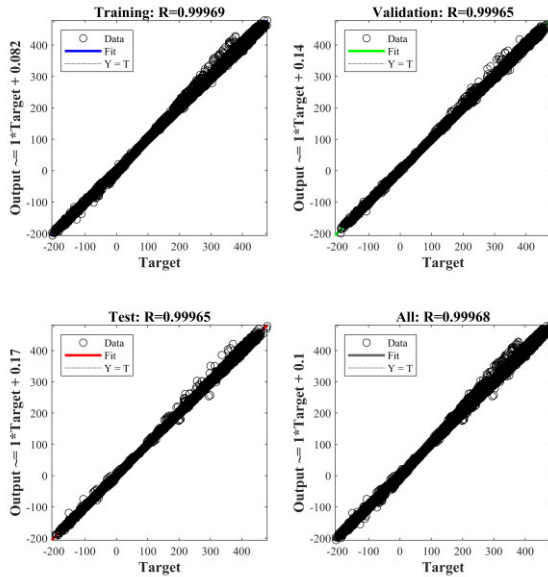 Training: R=0.99969
Output ~= 1*Target + 0.082
400
300
200
100
0
-100
-200
Data
Fit
Y = T
-200 -100 0 100 200 300 400
Target
Validation: R=0.99965
Output ~= 1*Target + 0.14
400
300
200
100
0
-100
-200
Data
Fit
Y = T
-200 -100 0 100 200 300 400
Target
Test: R=0.99965
Output ~= 1*Target + 0.17
400
300
200
100
0
-100
-200
Data
Fit
Y = T
-200 -100 0 100 200 300 400
Target
All: R=0.99968
Output ~= 1*Target + 0.1
400
300
200
100
0
-100
-200
Data
Fit
Y = T
-200 -100 0 100 200 300 400
Target